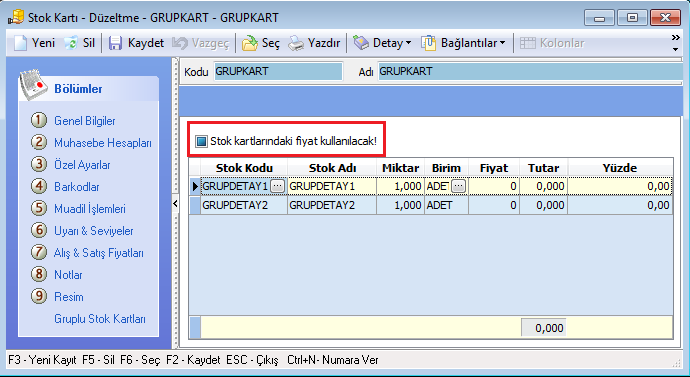 Stok Kartı - Düzeltme - GRUPKART - GRUPKART
Yeni Sil Kaydet Vazgeç Seç Yazdır Detay Bağlantılar Kolonlar
Kodu GRUPKART Adı GRUPKART
Bölümler
1 Genel Bilgiler
2 Muhasebe Hesapları
3 Özel Ayarlar
4 Barkodlar
5 Muadil İşlemleri
6 Uyarı & Seviyeler
7 Alış & Satış Fiyatları
8 Notlar
9 Resim
Gruplu Stok Kartları
Stok kartlarındaki fiyat kullanılacak!
Stok Kodu Stok Adı Miktar Birim Fiyat Tutar Yüzde
GRUPDETAY1 ... GRUPDETAY1 1,000 ADET ... 0 0,000 0,00
GRUPDETAY2 GRUPDETAY2 1,000 ADET 0 0,000 0,00
0,000
F3 - Yeni Kayıt F5 - Sil F6 - Seç F2 - Kaydet ESC - Çıkış Ctrl+N- Numara Ver